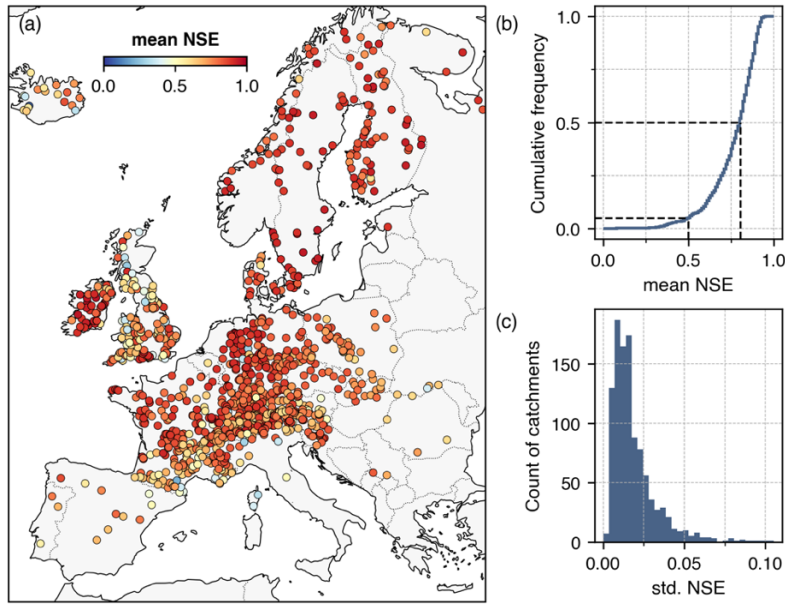 (a)
mean NSE
0.0 0.5 1.0
(b)
Cumulative frequency
1.0
0.5
0.0
0.0 0.5 1.0
mean NSE
(c)
Count of catchments
150
100
50
0
0.00 0.05 0.10
std. NSE